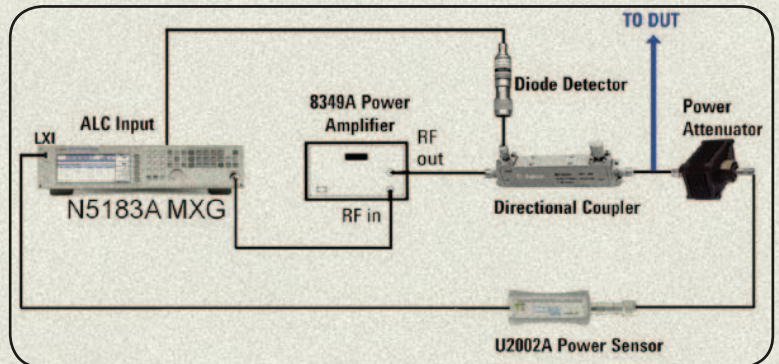 TO DUT
Diode Detector
8349A Power
Amplifier
Power
Attenuator
ALC Input
LXI
RF
out
N5183A MXG
RF in
Directional Coupler
U2002A Power Sensor